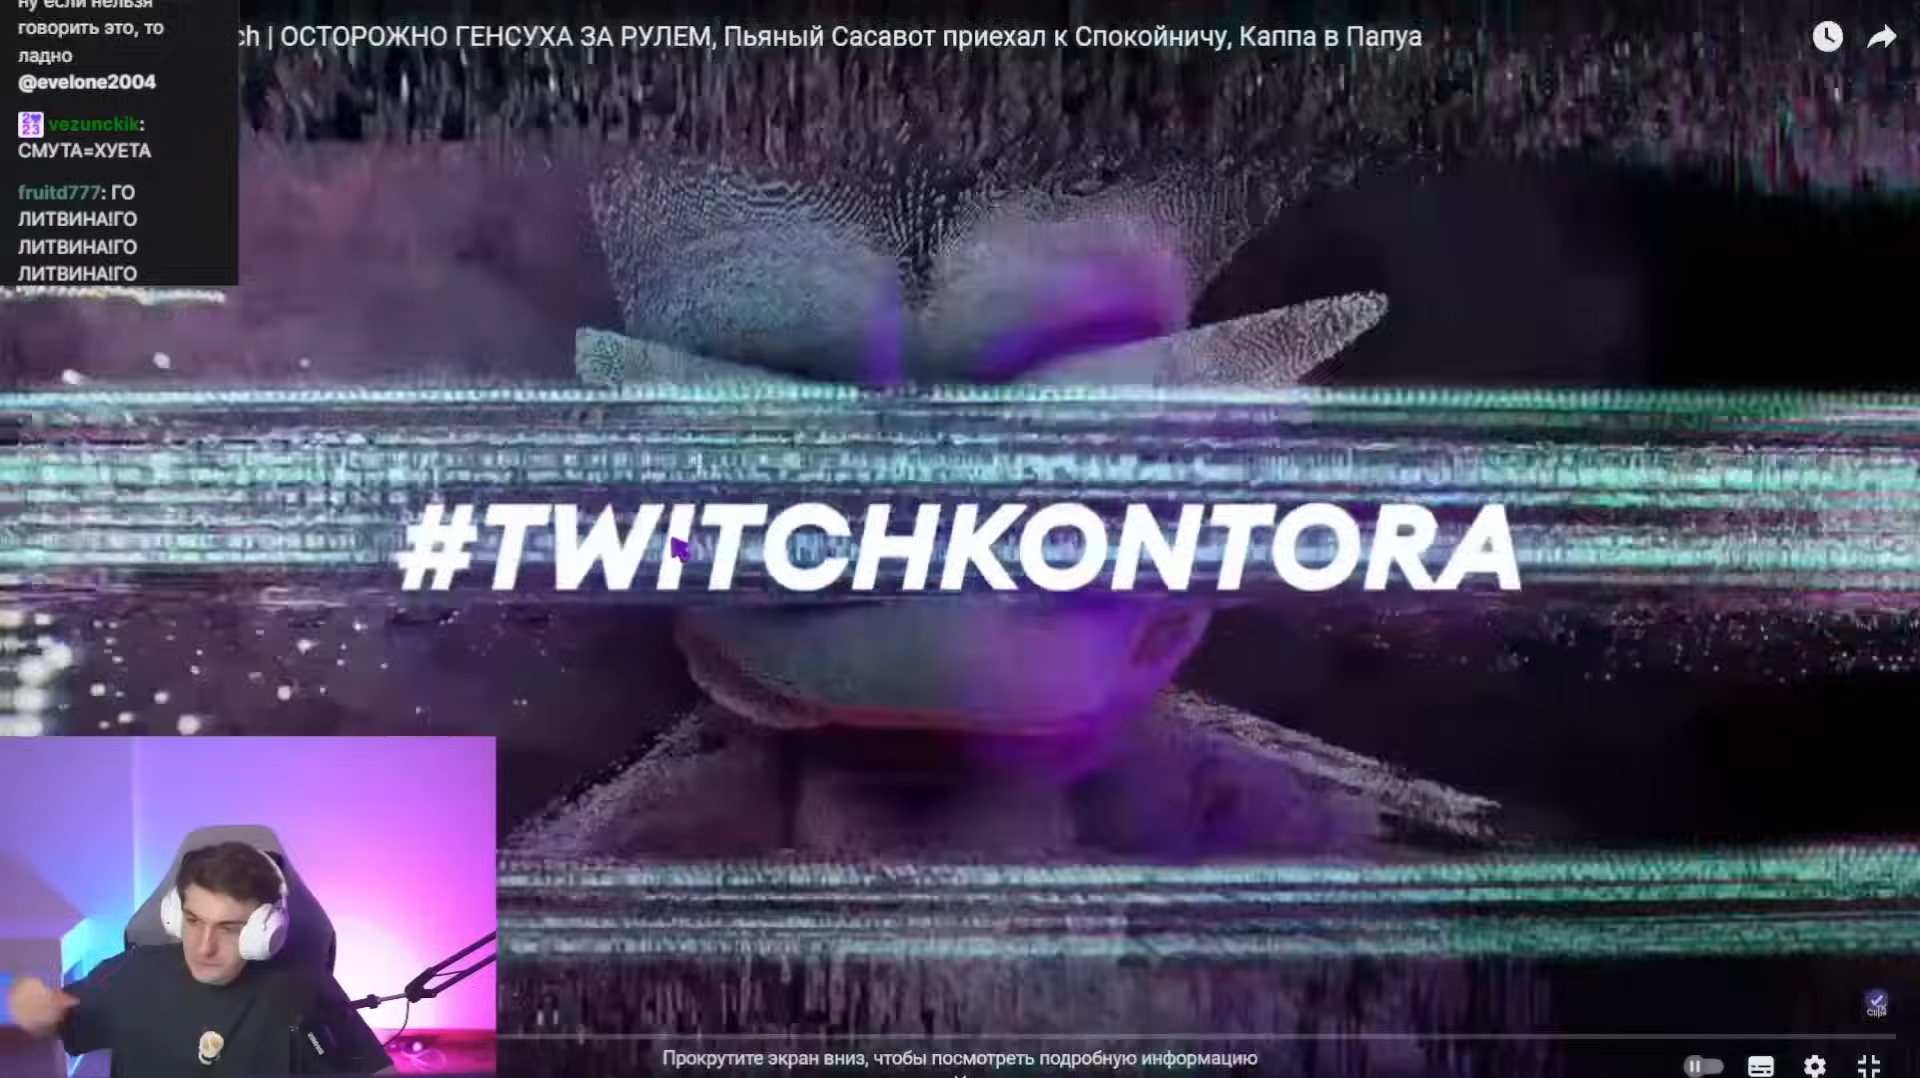 ну если нельзя
говорить это, то
ладно
@evelone2004
vezunckik:
СМУТА=ХУЕТА
fruitd777: ГО
ЛИТВИНА!ГО
ЛИТВИНА!ГО
ЛИТВИНА!ГО
ch | ОСТОРОЖНО ГЕНСУХА ЗА РУЛЕМ, Пьяный Сасавот приехал к Спокойничу, Каппа в Папуа
#TWITCHKONTORA
Прокрутите экран вниз, чтобы посмотреть подробную информацию